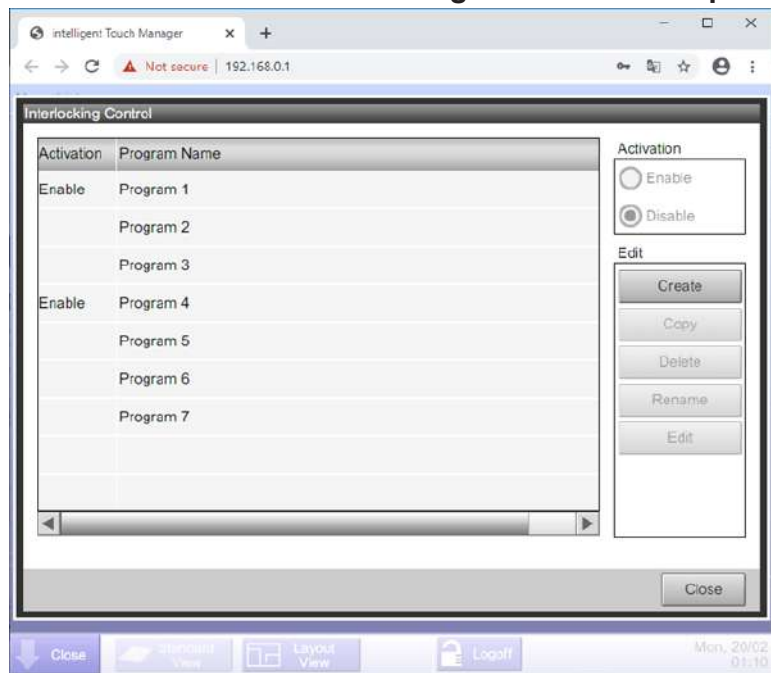 intelligent Touch Manager
Not secure | 192.168.0.1
Interlocking Control
Activation Program Name
Enable Program 1
Program 2
Program 3
Enable Program 4
Program 5
Program 6
Program 7
Activation
Enable
Disable
Edit
Create
Copy
Delete
Rename
Edit
Close
Close
Standard
View
Layout
View
Logoff
Mon, 20/02
01:10